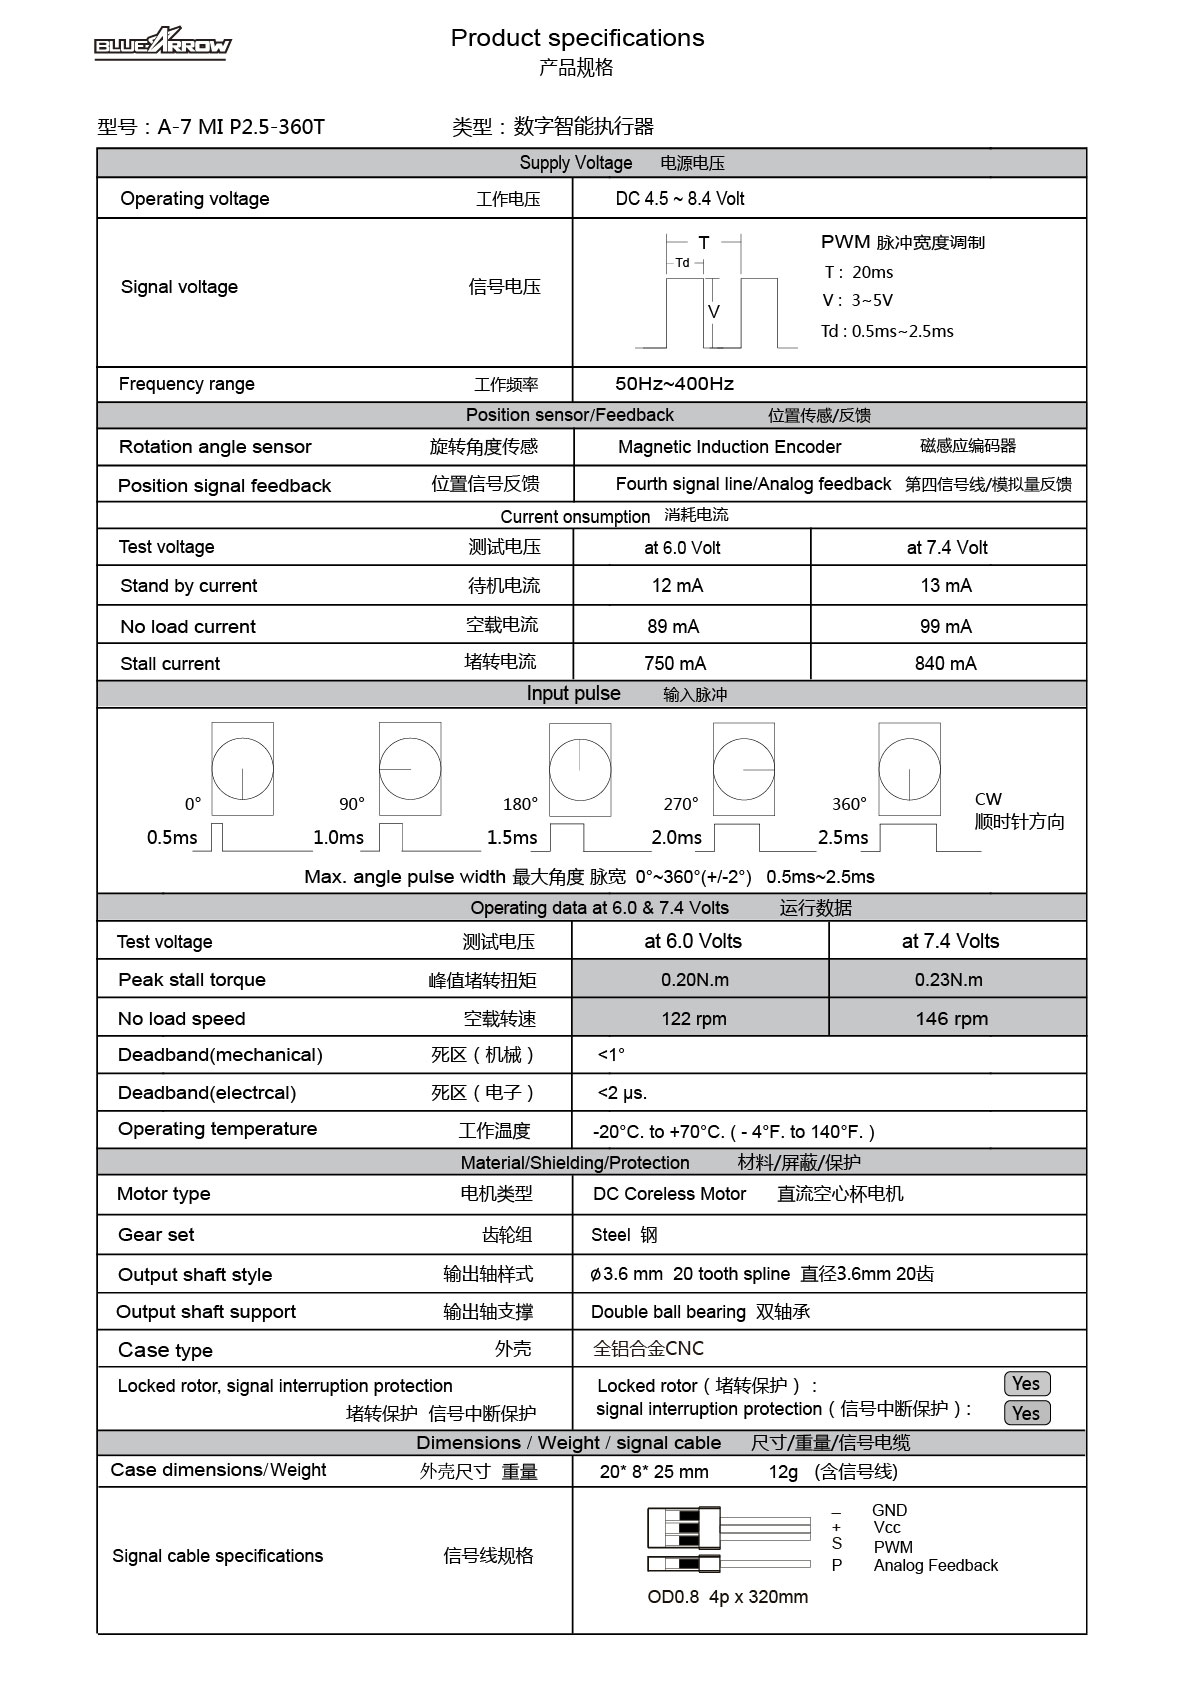 BLUE ARROW
Product specifications
产品规格
型号：A-7 MI P2.5-360T 类型：数字智能执行器
Supply Voltage 电源电压
Operating voltage 工作电压 DC 4.5 ~ 8.4 Volt
Signal voltage 信号电压
T
Td
V
PWM 脉冲宽度调制
T : 20ms
V : 3~5V
Td : 0.5ms~2.5ms
Frequency range 工作频率 50Hz~400Hz
Position sensor/Feedback 位置传感/反馈
Rotation angle sensor 旋转角度传感 Magnetic Induction Encoder 磁感应编码器
Position signal feedback 位置信号反馈 Fourth signal line/Analog feedback 第四信号线/模拟量反馈
Current onsumption 消耗电流
Test voltage 测试电压 at 6.0 Volt at 7.4 Volt
Stand by current 待机电流 12 mA 13 mA
No load current 空载电流 89 mA 99 mA
Stall current 堵转电流 750 mA 840 mA
Input pulse 输入脉冲
0° 90° 180° 270° 360° CW
0.5ms 1.0ms 1.5ms 2.0ms 2.5ms 顺时针方向
Max. angle pulse width 最大角度 脉宽 0°~360°(+/-2°) 0.5ms~2.5ms
Operating data at 6.0 & 7.4 Volts 运行数据
Test voltage 测试电压 at 6.0 Volts at 7.4 Volts
Peak stall torque 峰值堵转扭矩 0.20N.m 0.23N.m
No load speed 空载转速 122 rpm 146 rpm
Deadband(mechanical) 死区（机械） <1°
Deadband(electrcal) 死区（电子） <2 μs.
Operating temperature 工作温度 -20°C. to +70°C. ( - 4°F. to 140°F. )
Material/Shielding/Protection 材料/屏蔽/保护
Motor type 电机类型 DC Coreless Motor 直流空心杯电机
Gear set 齿轮组 Steel 钢
Output shaft style 输出轴样式 φ3.6 mm 20 tooth spline 直径3.6mm 20齿
Output shaft support 输出轴支撑 Double ball bearing 双轴承
Case type 外壳 全铝合金CNC
Locked rotor, signal interruption protection Locked rotor（堵转保护）： Yes
堵转保护 信号中断保护 signal interruption protection（信号中断保护）: Yes
Dimensions / Weight / signal cable 尺寸/重量/信号电缆
Case dimensions/Weight 外壳尺寸 重量 20* 8* 25 mm 12g (含信号线)
Signal cable specifications 信号线规格
– GND
+ Vcc
S PWM
P Analog Feedback
OD0.8 4p x 320mm